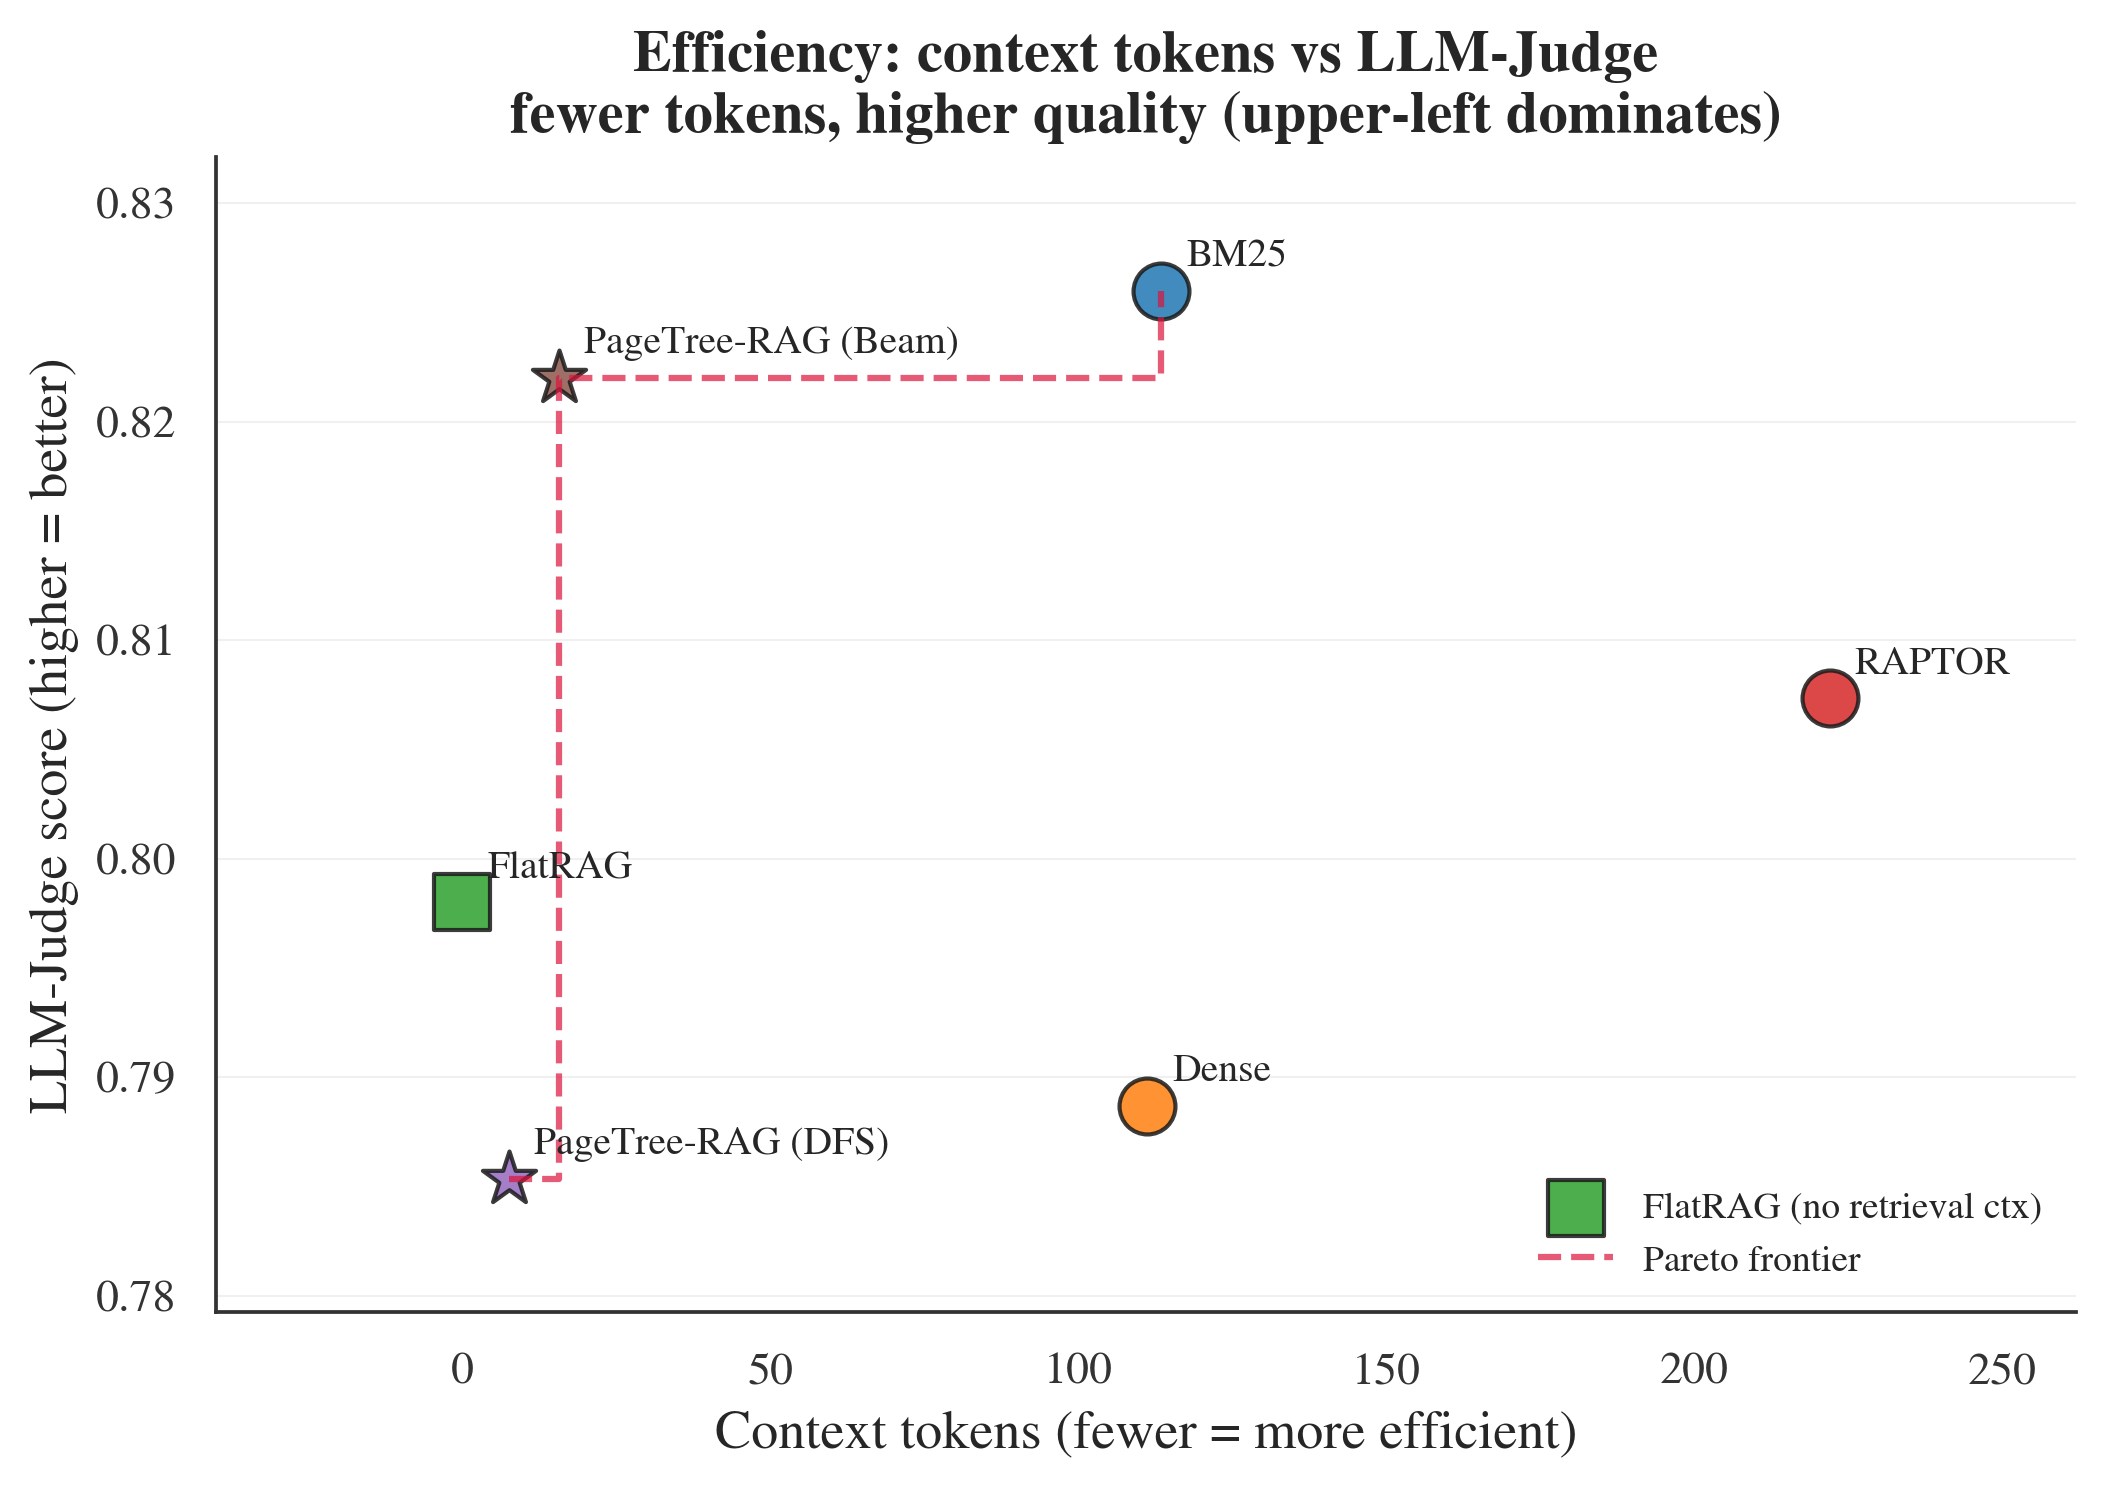 Efficiency: context tokens vs LLM-Judge
fewer tokens, higher quality (upper-left dominates)
LLM-Judge score (higher = better)
0.83
0.82
0.81
0.80
0.79
0.78
BM25
PageTree-RAG (Beam)
RAPTOR
FlatRAG
Dense
PageTree-RAG (DFS)
FlatRAG (no retrieval ctx)
Pareto frontier
0
50
100
150
200
250
Context tokens (fewer = more efficient)